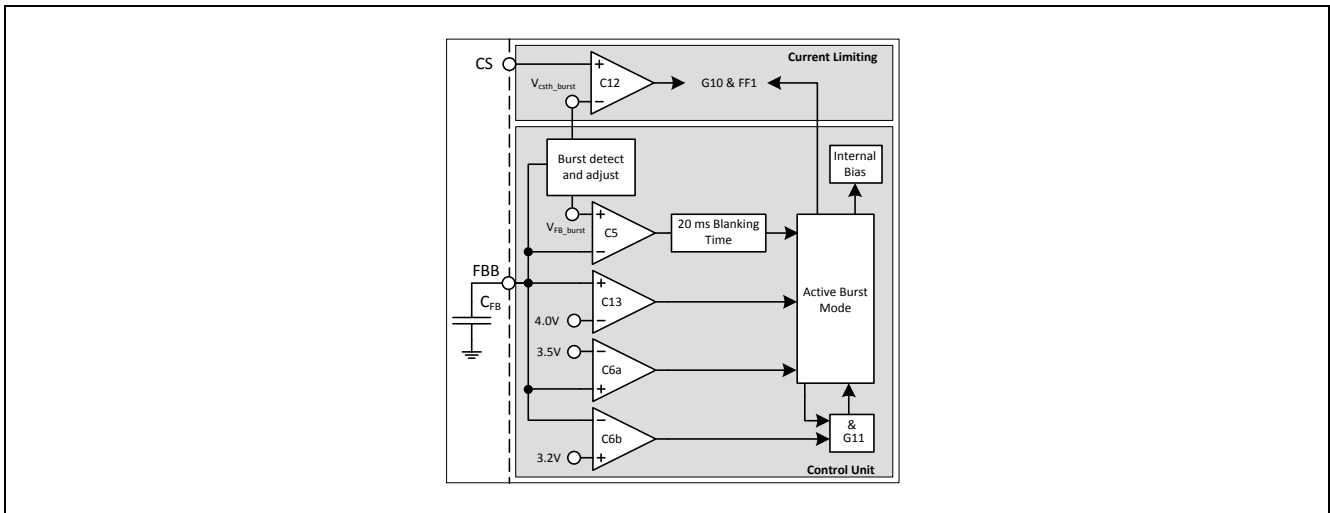 Current Limiting
CS
+
C12
−
V_csth_burst
G10 & FF1
Burst detect
and adjust
Internal
Bias
V_FB_burst
+
C5
−
20 ms Blanking
Time
FBB
C_FB
+
C13
−
4.0V
Active Burst
Mode
3.5V
−
C6a
+
−
C6b
+
3.2V
&
G11
Control Unit